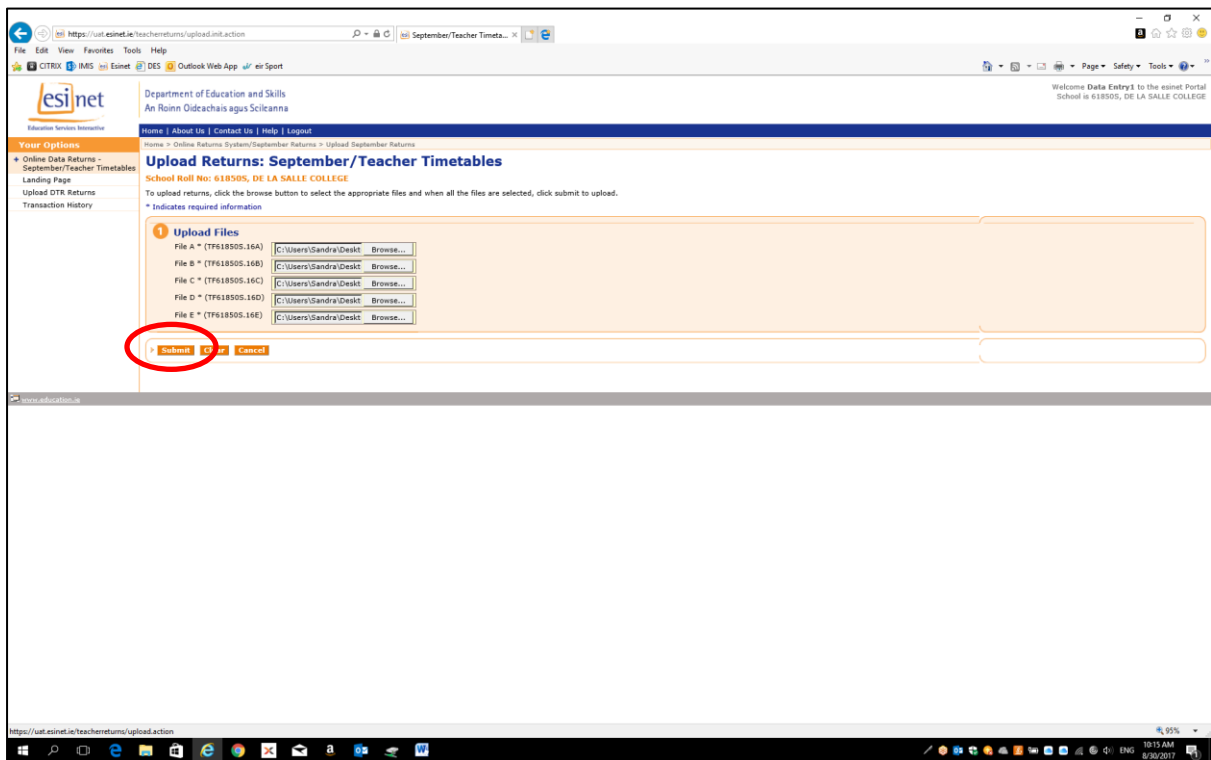 https://uat.esinet.ie/teacherreturns/upload.init.action
September/Teacher Timeta...
File Edit View Favorites Tools Help
CITRIX IMIS Esinet DES Outlook Web App eir Sport
Page Safety Tools
esinet
Education Services Interactive
Department of Education and Skills
An Roinn Oideachais agus Scileanna
Welcome Data Entry1 to the esinet Portal
School is 61850S, DE LA SALLE COLLEGE
Home | About Us | Contact Us | Help | Logout
Your Options
Home > Online Returns System/September Returns > Upload September Returns
Online Data Returns -
September/Teacher Timetables
Landing Page
Upload DTR Returns
Transaction History
Upload Returns: September/Teacher Timetables
School Roll No: 61850S, DE LA SALLE COLLEGE
To upload returns, click the browse button to select the appropriate files and when all the files are selected, click submit to upload.
* Indicates required information
1 Upload Files
File A * (TF61850S.16A) C:\Users\Sandra\Deskt Browse...
File B * (TF61850S.16B) C:\Users\Sandra\Deskt Browse...
File C * (TF61850S.16C) C:\Users\Sandra\Deskt Browse...
File D * (TF61850S.16D) C:\Users\Sandra\Deskt Browse...
File E * (TF61850S.16E) C:\Users\Sandra\Deskt Browse...
Submit Clear Cancel
www.education.ie
https://uat.esinet.ie/teacherreturns/upload.action
95%
ENG
10:15 AM
8/30/2017